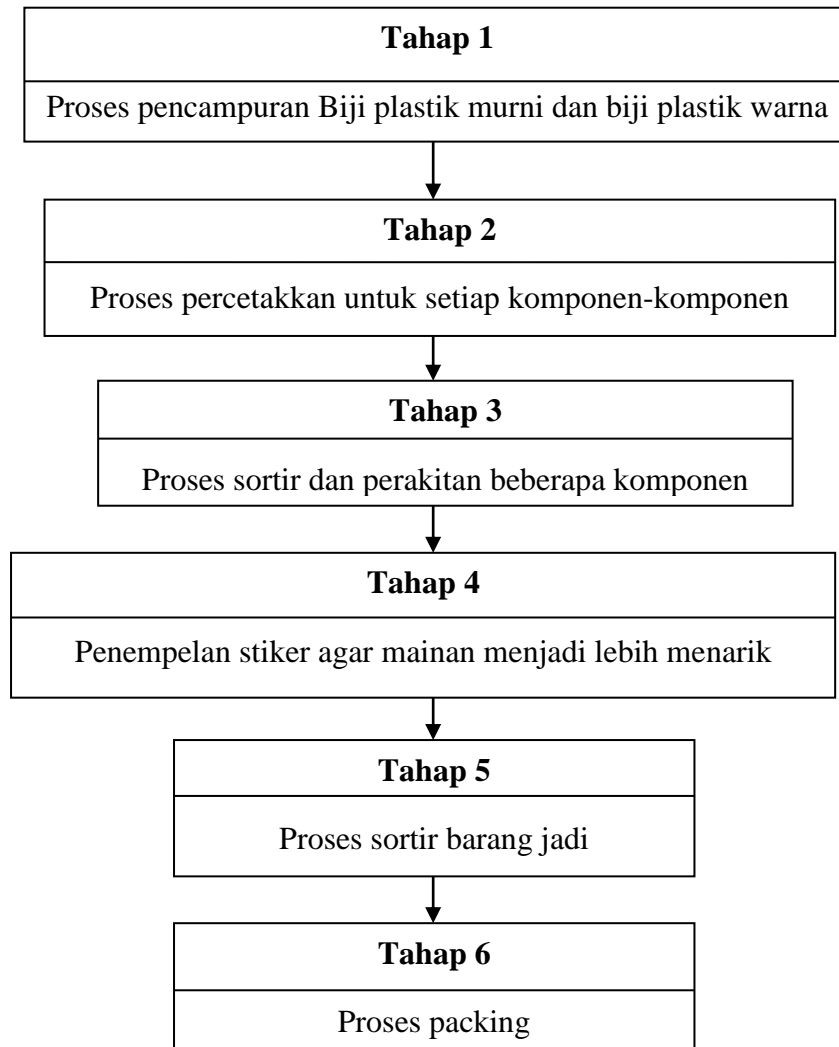 Tahap 1
Proses pencampuran Biji plastik murni dan biji plastik warna
Tahap 2
Proses percetakkan untuk setiap komponen-komponen
Tahap 3
Proses sortir dan perakitan beberapa komponen
Tahap 4
Penempelan stiker agar mainan menjadi lebih menarik
Tahap 5
Proses sortir barang jadi
Tahap 6
Proses packing